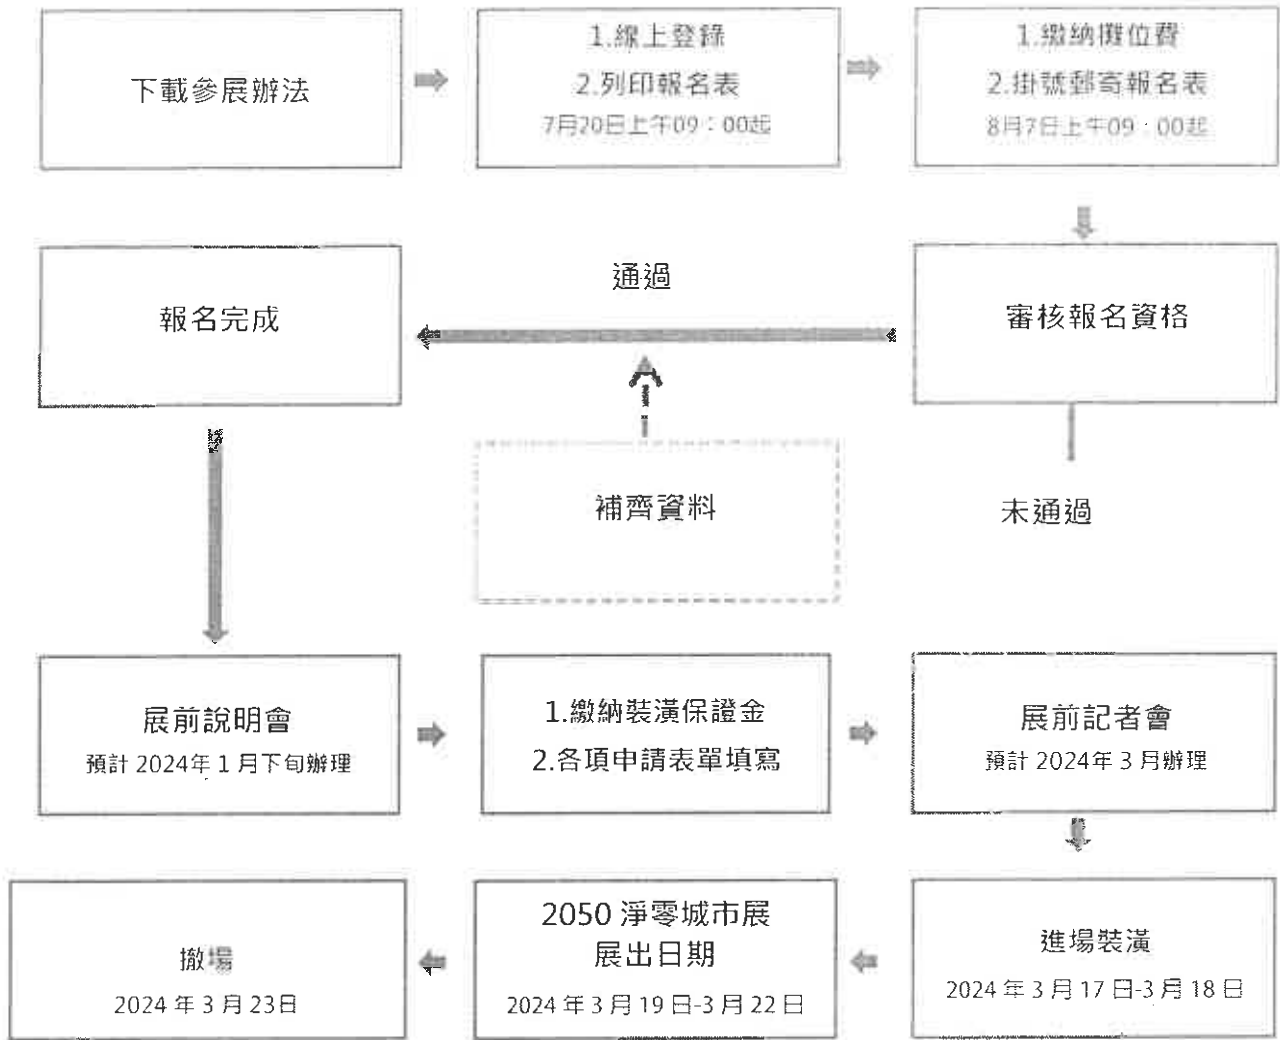 下載參展辦法
1.線上登錄
2.列印報名表
7月20日上午09：00起
1.繳納攤位費
2.掛號郵寄報名表
8月7日上午09：00起
審核報名資格
通過
報名完成
補齊資料
未通過
展前說明會
預計 2024年 1 月下旬辦理
1.繳納裝潢保證金
2.各項申請表單填寫
展前記者會
預計 2024年 3 月辦理
進場裝潢
2024 年 3 月 17 日-3 月 18 日
2050 淨零城市展
展出日期
2024 年 3 月 19 日-3 月 22 日
撤場
2024 年 3 月 23日